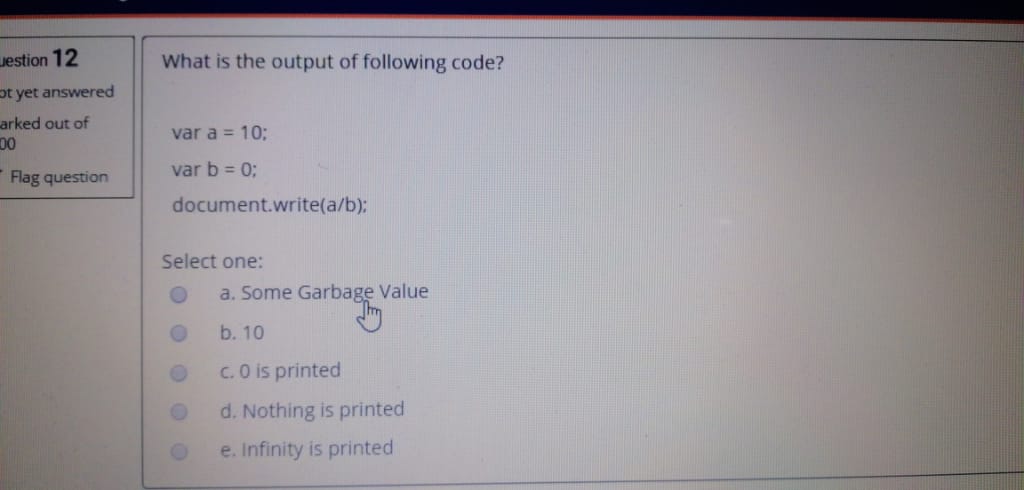 uestion 12
ot yet answered
arked out of
00
Flag question
What is the output of following code?
var a = 10;
var b = 0;
document.write(a/b);
Select one:
a. Some Garbage Value
b. 10
c. 0 is printed
d. Nothing is printed
e. Infinity is printed